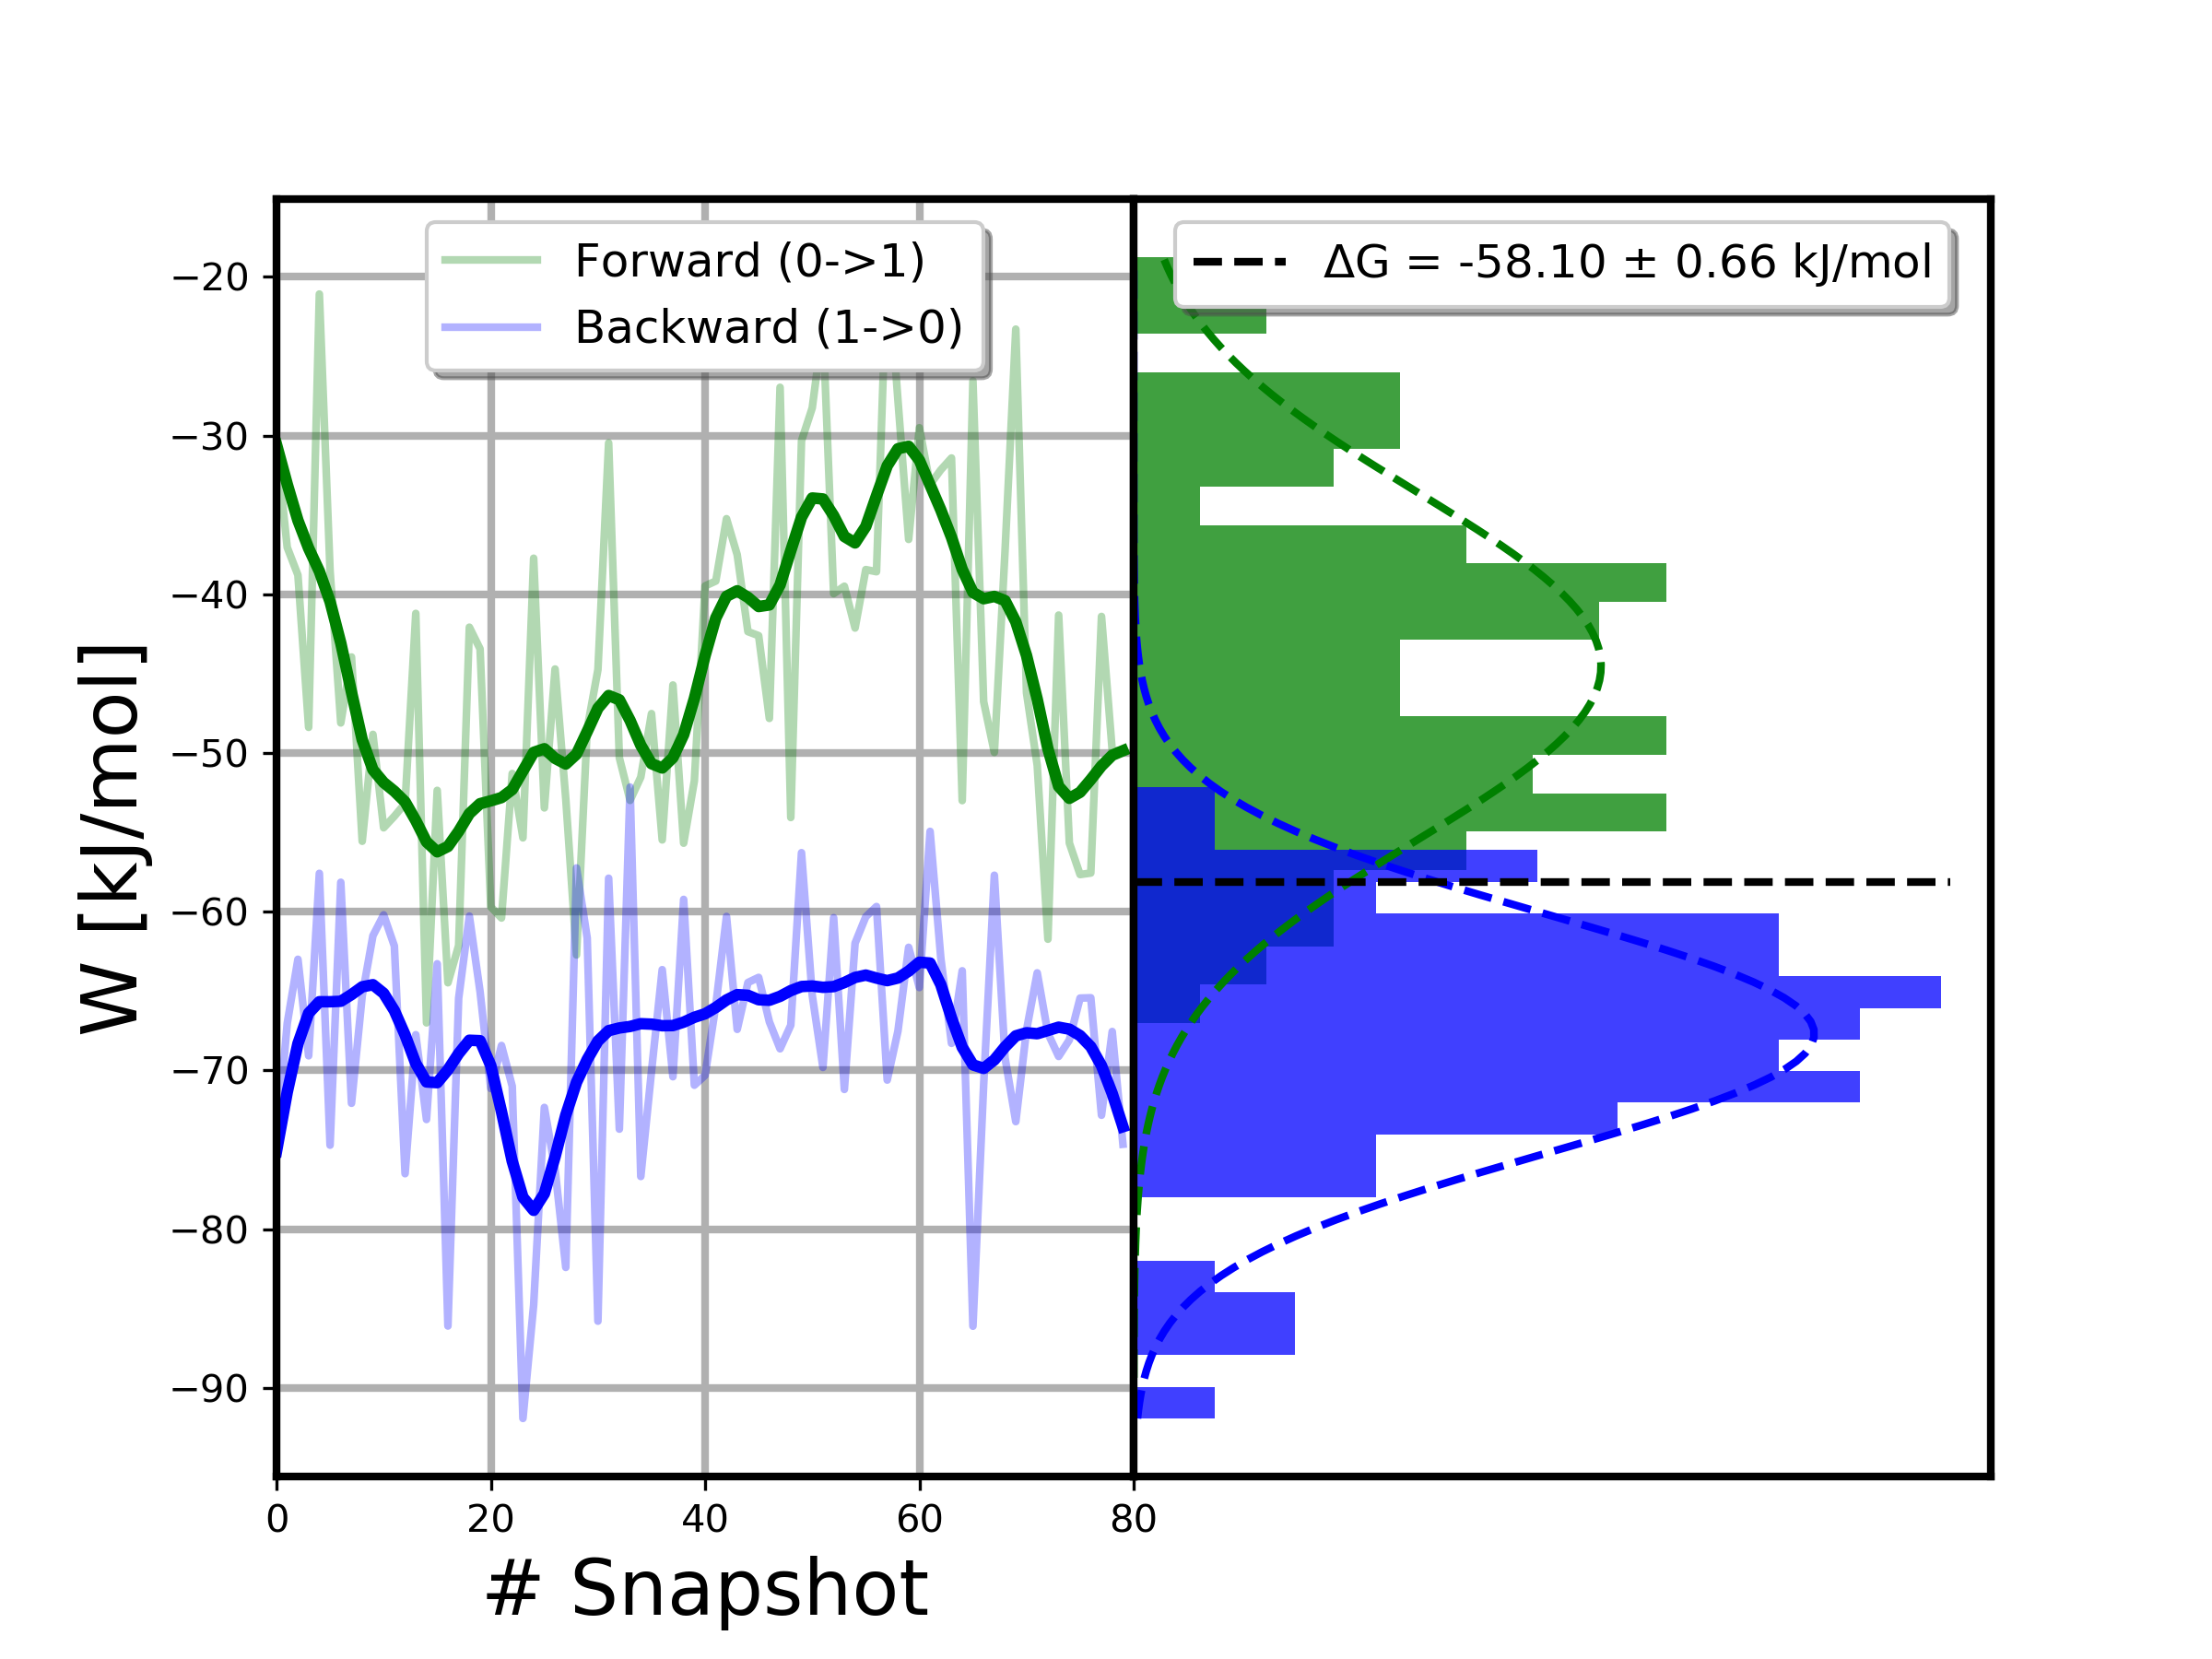 Forward (0->1)
Backward (1->0)
ΔG = -58.10 ± 0.66 kJ/mol
−20
−30
−40
−50
−60
−70
−80
−90
W [kJ/mol]
0 20 40 60 80
# Snapshot